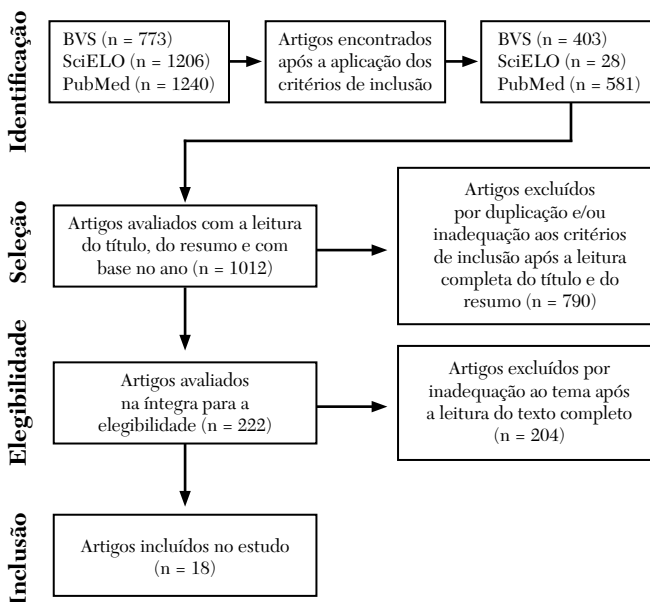 Identificação
BVS (n = 773)
SciELO (n = 1206)
PubMed (n = 1240)
Artigos encontrados
após a aplicação dos
critérios de inclusão
BVS (n = 403)
SciELO (n = 28)
PubMed (n = 581)
Seleção
Artigos avaliados com a leitura
do título, do resumo e com
base no ano (n = 1012)
Artigos excluídos
por duplicação e/ou
inadequação aos critérios
de inclusão após a leitura
completa do título e do
resumo (n = 790)
Elegibilidade
Artigos avaliados
na íntegra para a
elegibilidade (n = 222)
Artigos excluídos por
inadequação ao tema após
a leitura do texto completo
(n = 204)
Inclusão
Artigos incluídos no estudo
(n = 18)